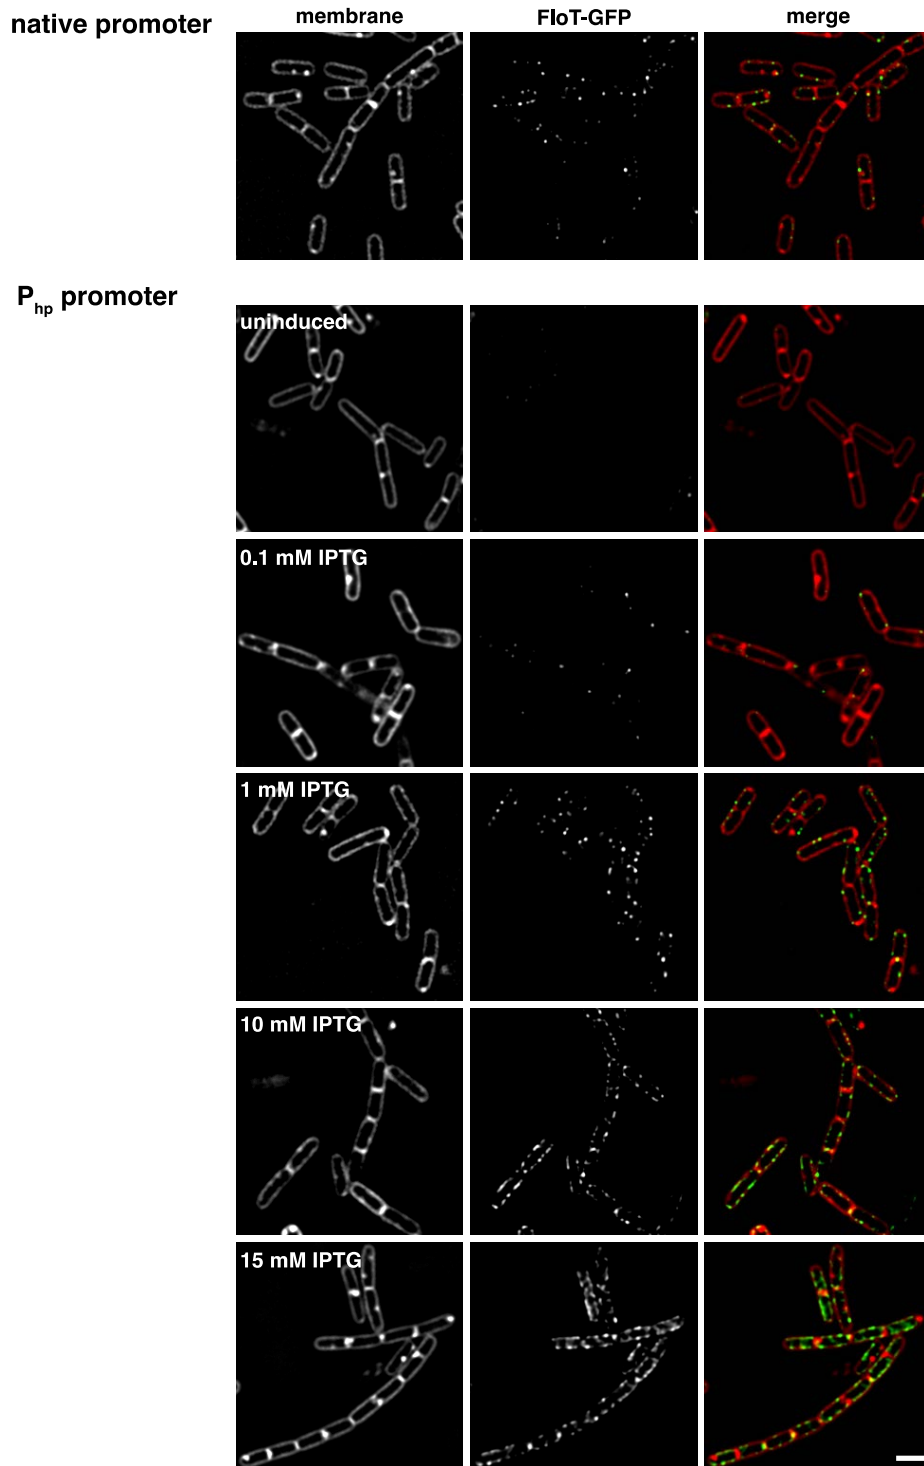 native promoter
membrane FloT-GFP merge
P_hp promoter
uninduced
0.1 mM IPTG
1 mM IPTG
10 mM IPTG
15 mM IPTG